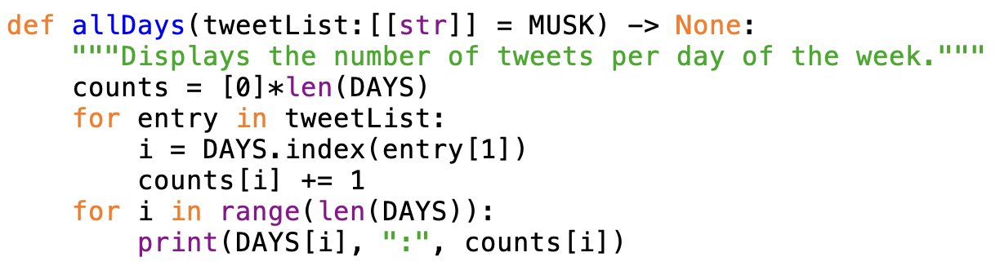 def allDays(tweetList:[[str]] = MUSK) -> None:
    """Displays the number of tweets per day of the week."""
    counts = [0]*len(DAYS)
    for entry in tweetList:
        i = DAYS.index(entry[1])
        counts[i] += 1
    for i in range(len(DAYS)):
        print(DAYS[i], ":", counts[i])